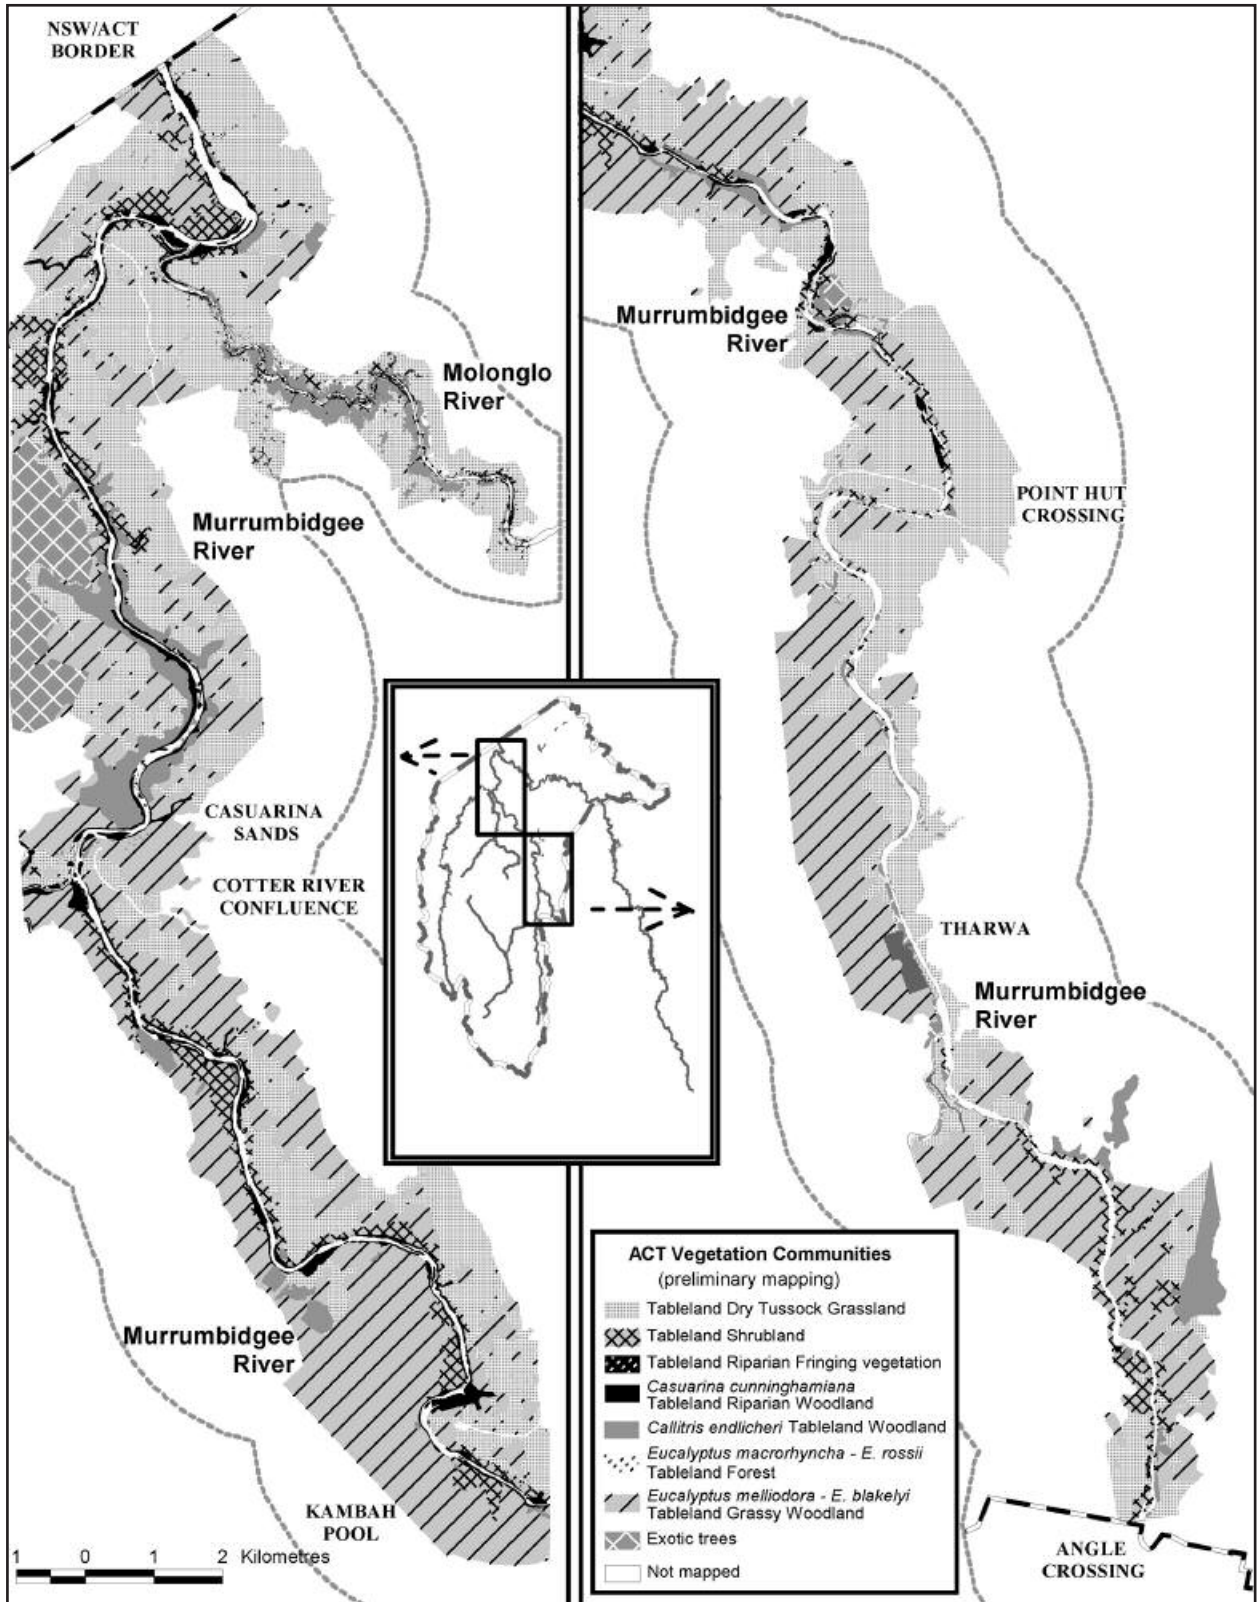 NSW/ACT
BORDER
Molonglo
River
Murrumbidgee
River
CASUARINA
SANDS
COTTER RIVER
CONFLUENCE
Murrumbidgee
River
KAMBAH
POOL
1 0 1 2 Kilometres
Murrumbidgee
River
POINT HUT
CROSSING
THARWA
Murrumbidgee
River
ACT Vegetation Communities
(preliminary mapping)
Tableland Dry Tussock Grassland
Tableland Shrubland
Tableland Riparian Fringing vegetation
Casuarina cunninghamiana
Tableland Riparian Woodland
Callitris endlicheri Tableland Woodland
Eucalyptus macrorhyncha - E. rossii
Tableland Forest
Eucalyptus melliodora - E. blakelyi
Tableland Grassy Woodland
Exotic trees
Not mapped
ANGLE
CROSSING